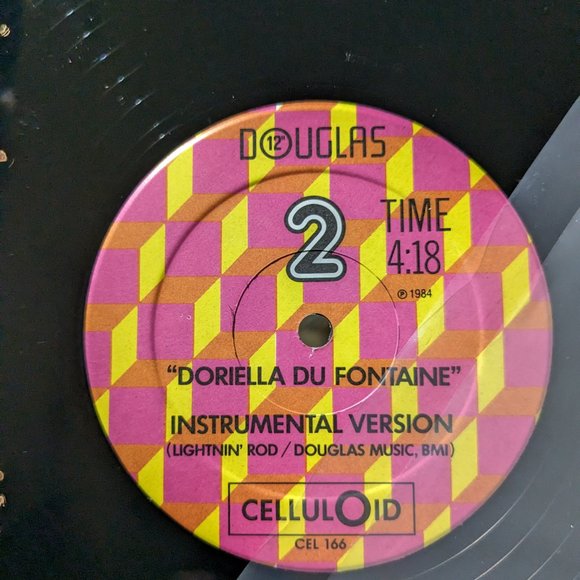 DOUGLAS
12"
2
TIME
4:18
℗ 1984
“DORIELLA DU FONTAINE”
INSTRUMENTAL VERSION
(LIGHTNIN’ ROD / DOUGLAS MUSIC, BMI)
CELLULOID
CEL 166